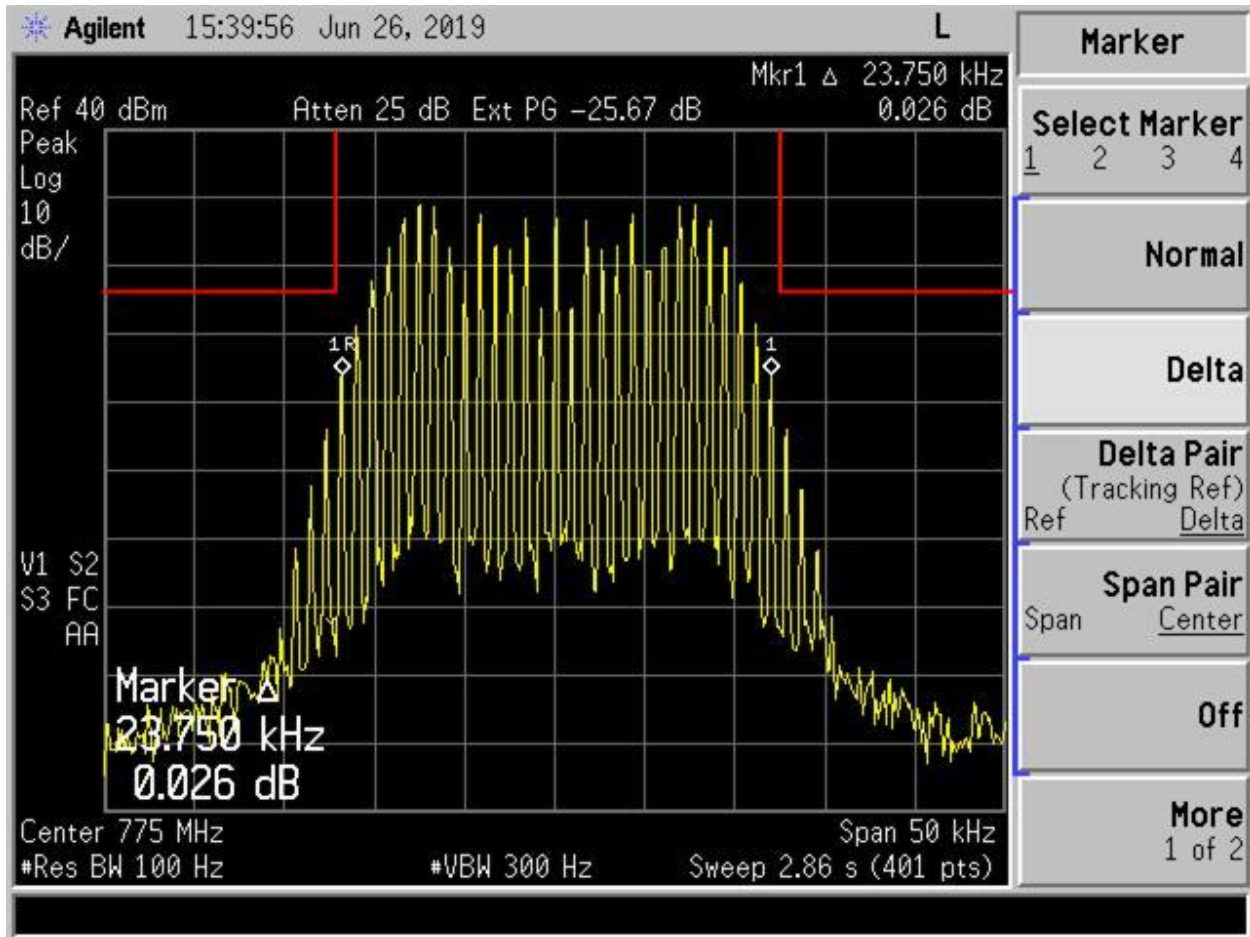 Agilent 15:39:56 Jun 26, 2019 L
Mkr1 Δ 23.750 kHz
Ref 40 dBm Atten 25 dB Ext PG -25.67 dB 0.026 dB
Peak
Log
10
dB/
1R
1
V1 S2
S3 FC
AA
Marker Δ
23.750 kHz
0.026 dB
Center 775 MHz Span 50 kHz
#Res BW 100 Hz #VBW 300 Hz Sweep 2.86 s (401 pts)
Marker
Select Marker
1 2 3 4
Normal
Delta
Delta Pair
(Tracking Ref)
Ref Delta
Span Pair
Span Center
Off
More
1 of 2